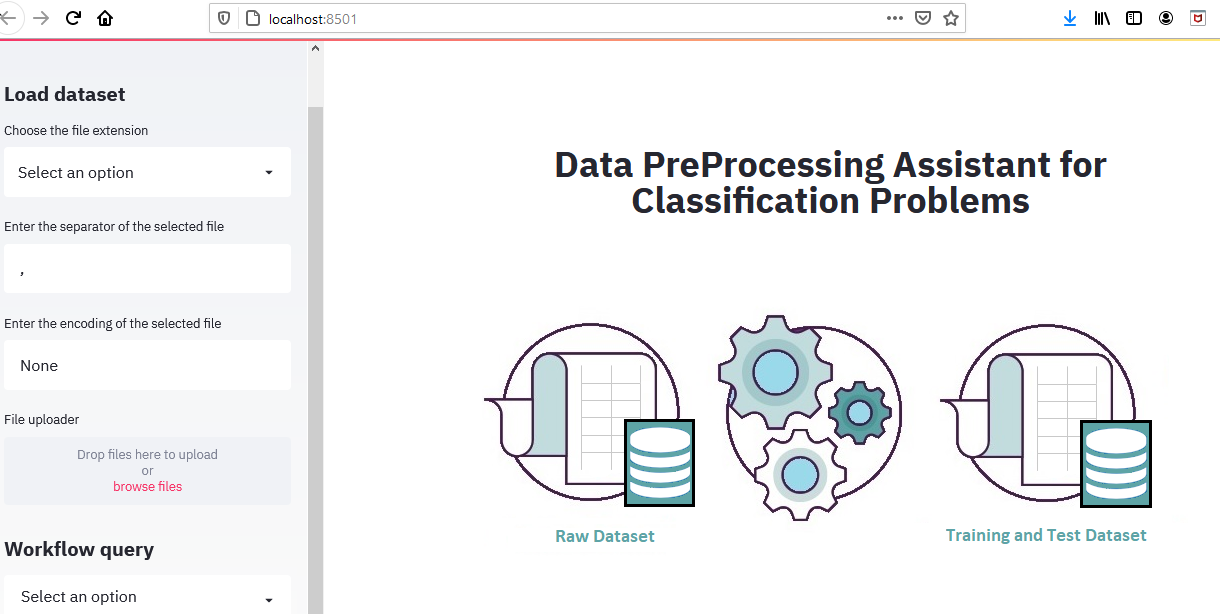 localhost:8501
Load dataset
Choose the file extension
Select an option
Enter the separator of the selected file
,
Enter the encoding of the selected file
None
File uploader
Drop files here to upload
or
browse files
Workflow query
Select an option
Data PreProcessing Assistant for
Classification Problems
Raw Dataset
Training and Test Dataset